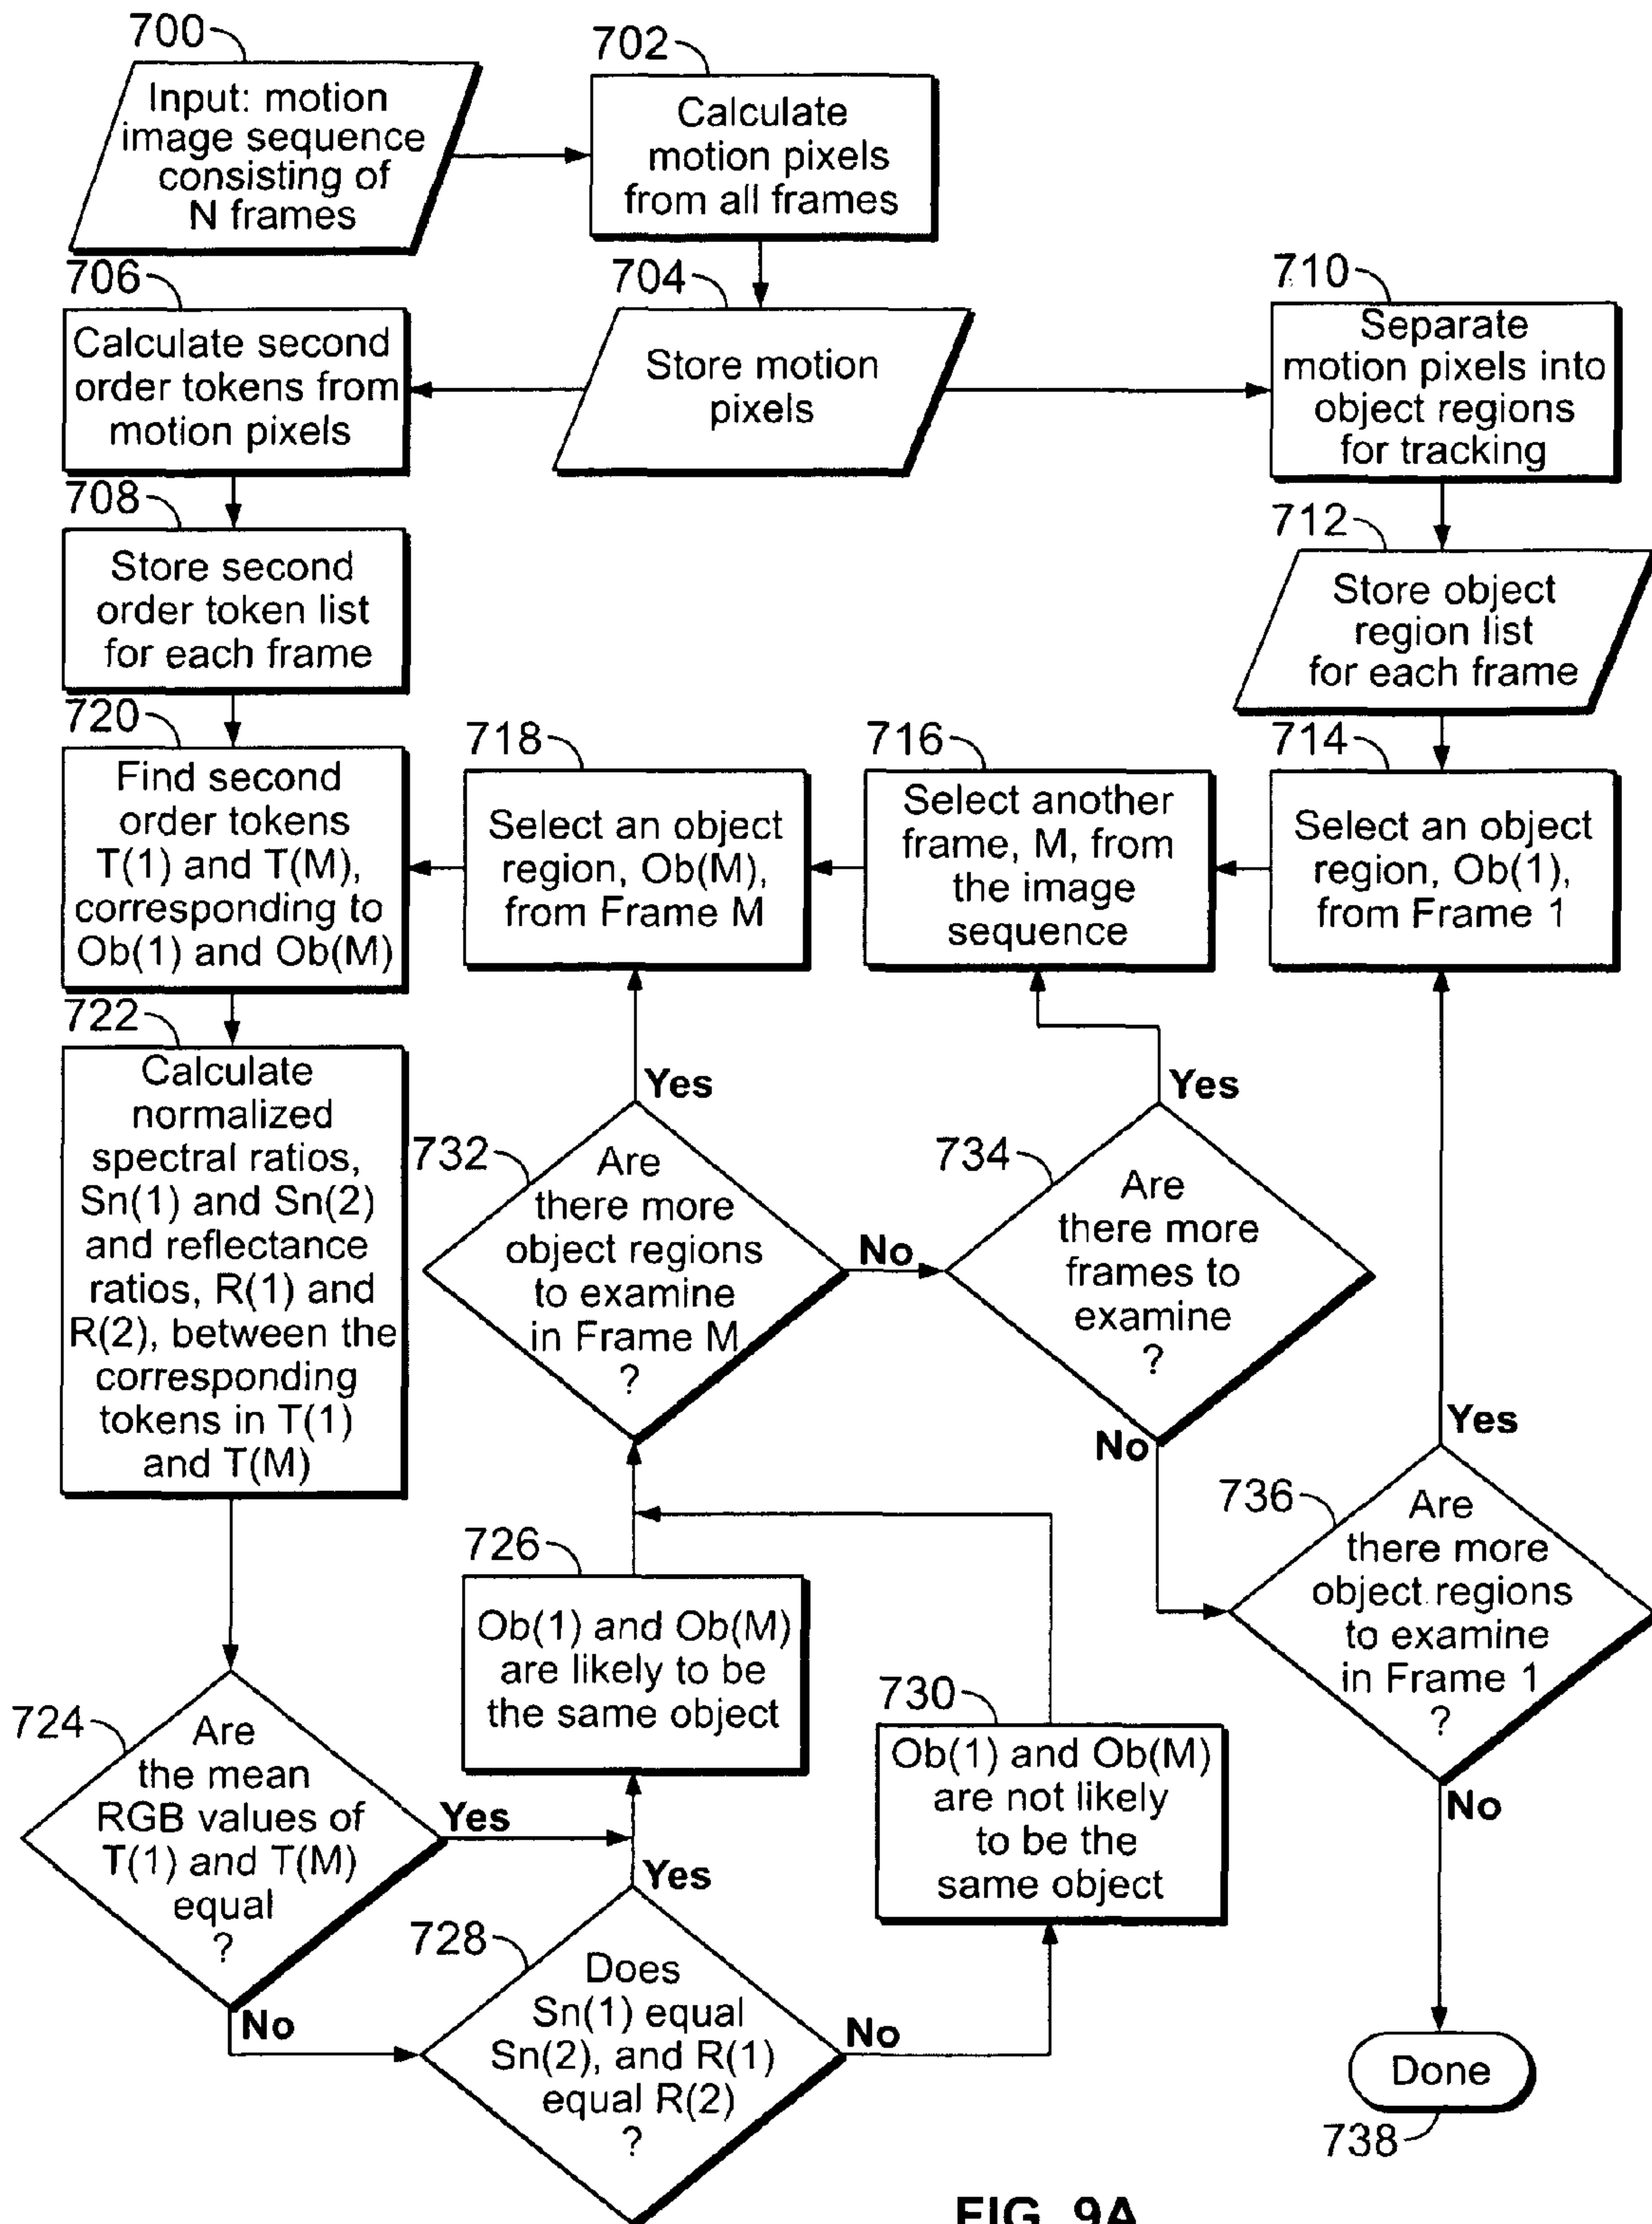 700
Input: motion
image sequence
consisting of
N frames
702
Calculate
motion pixels
from all frames
704
Store motion
pixels
706
Calculate second
order tokens from
motion pixels
708
Store second
order token list
for each frame
710
Separate
motion pixels into
object regions
for tracking
712
Store object
region list
for each frame
714
Select an object
region, Ob(1),
from Frame 1
716
Select another
frame, M, from
the image
sequence
718
Select an object
region, Ob(M),
from Frame M
720
Find second
order tokens
T(1) and T(M),
corresponding to
Ob(1) and Ob(M)
722
Calculate
normalized
spectral ratios,
Sn(1) and Sn(2)
and reflectance
ratios, R(1) and
R(2), between the
corresponding
tokens in T(1)
and T(M)
724
Are
the mean
RGB values of
T(1) and T(M)
equal
?
Yes
No
726
Ob(1) and Ob(M)
are likely to be
the same object
728
Does
Sn(1) equal
Sn(2), and R(1)
equal R(2)
?
Yes
No
730
Ob(1) and Ob(M)
are not likely
to be the
same object
732
Are
there more
object regions
to examine
in Frame M
?
Yes
No
734
Are
there more
frames to
examine
?
Yes
No
736
Are
there more
object regions
to examine
in Frame 1
?
Yes
No
Done
738
FIG. 9A